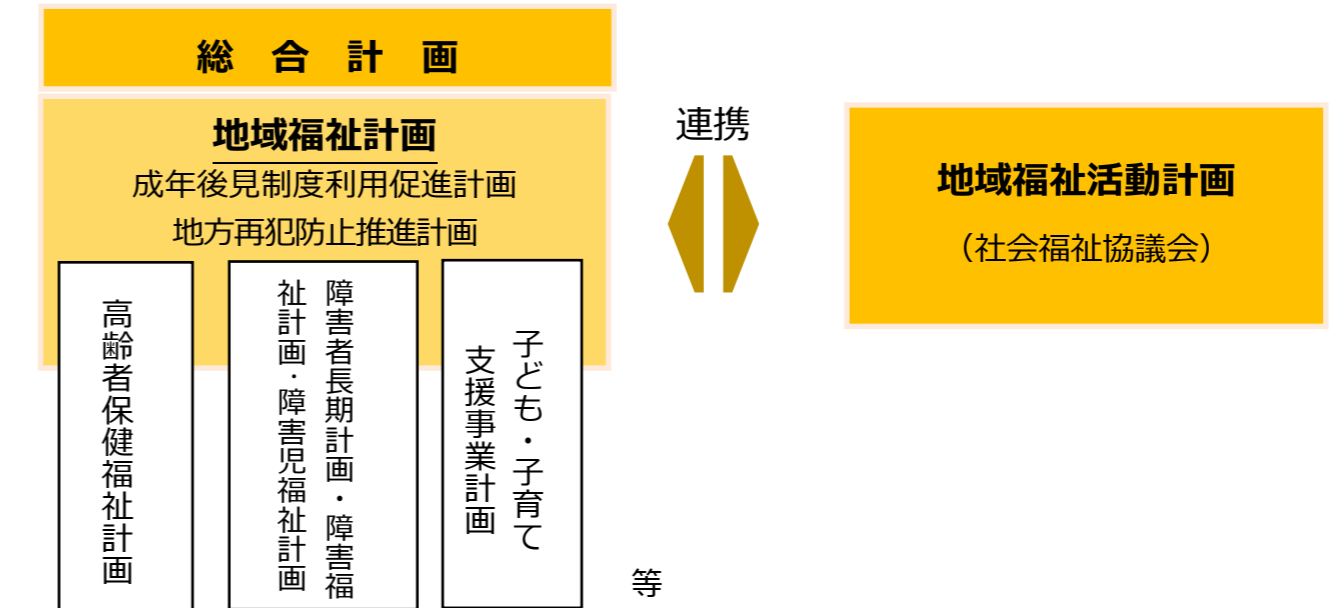 総合計画
地域福祉計画
成年後見制度利用促進計画
地方再犯防止推進計画
高齢者保健福祉計画
障害者長期計画・障害福
祉計画・障害児福祉計画
子ども・子育て
支援事業計画
等
連携
地域福祉活動計画
（社会福祉協議会）